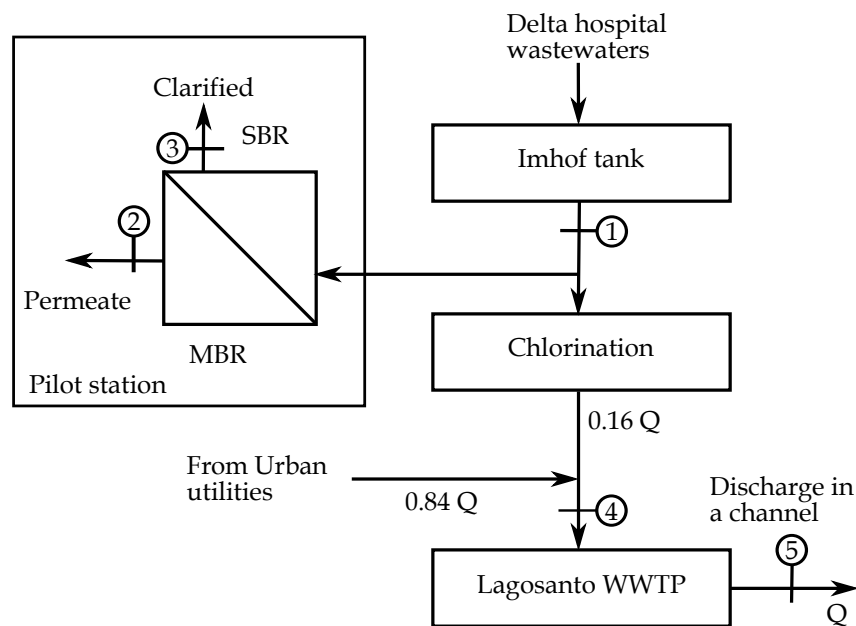 Delta hospital
wastewaters
Clarified
3
SBR
Imhof tank
2
1
Permeate
MBR
Chlorination
Pilot station
0.16 Q
From Urban
utilities
0.84 Q
Discharge in
a channel
4
5
Lagosanto WWTP
Q